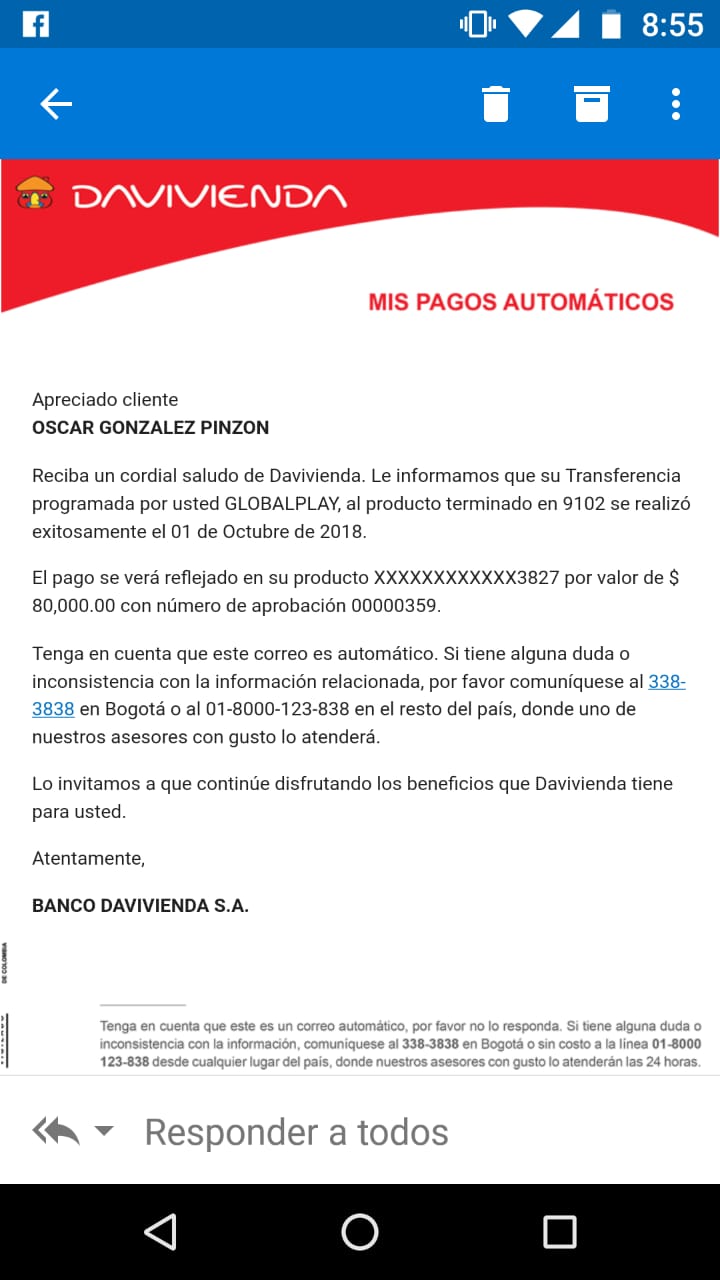 8:55
DAVIVIENDA
MIS PAGOS AUTOMÁTICOS
Apreciado cliente
OSCAR GONZALEZ PINZON
Reciba un cordial saludo de Davivienda. Le informamos que su Transferencia
programada por usted GLOBALPLAY, al producto terminado en 9102 se realizó
exitosamente el 01 de Octubre de 2018.
El pago se verá reflejado en su producto XXXXXXXXXXXX3827 por valor de $
80,000.00 con número de aprobación 00000359.
Tenga en cuenta que este correo es automático. Si tiene alguna duda o
inconsistencia con la información relacionada, por favor comuníquese al 338-
3838 en Bogotá o al 01-8000-123-838 en el resto del país, donde uno de
nuestros asesores con gusto lo atenderá.
Lo invitamos a que continúe disfrutando los beneficios que Davivienda tiene
para usted.
Atentamente,
BANCO DAVIVIENDA S.A.
DE COLOMBIA
Tenga en cuenta que este es un correo automático, por favor no lo responda. Si tiene alguna duda o
inconsistencia con la información, comuníquese al 338-3838 en Bogotá o sin costo a la línea 01-8000
123-838 desde cualquier lugar del país, donde nuestros asesores con gusto lo atenderán las 24 horas.
Responder a todos